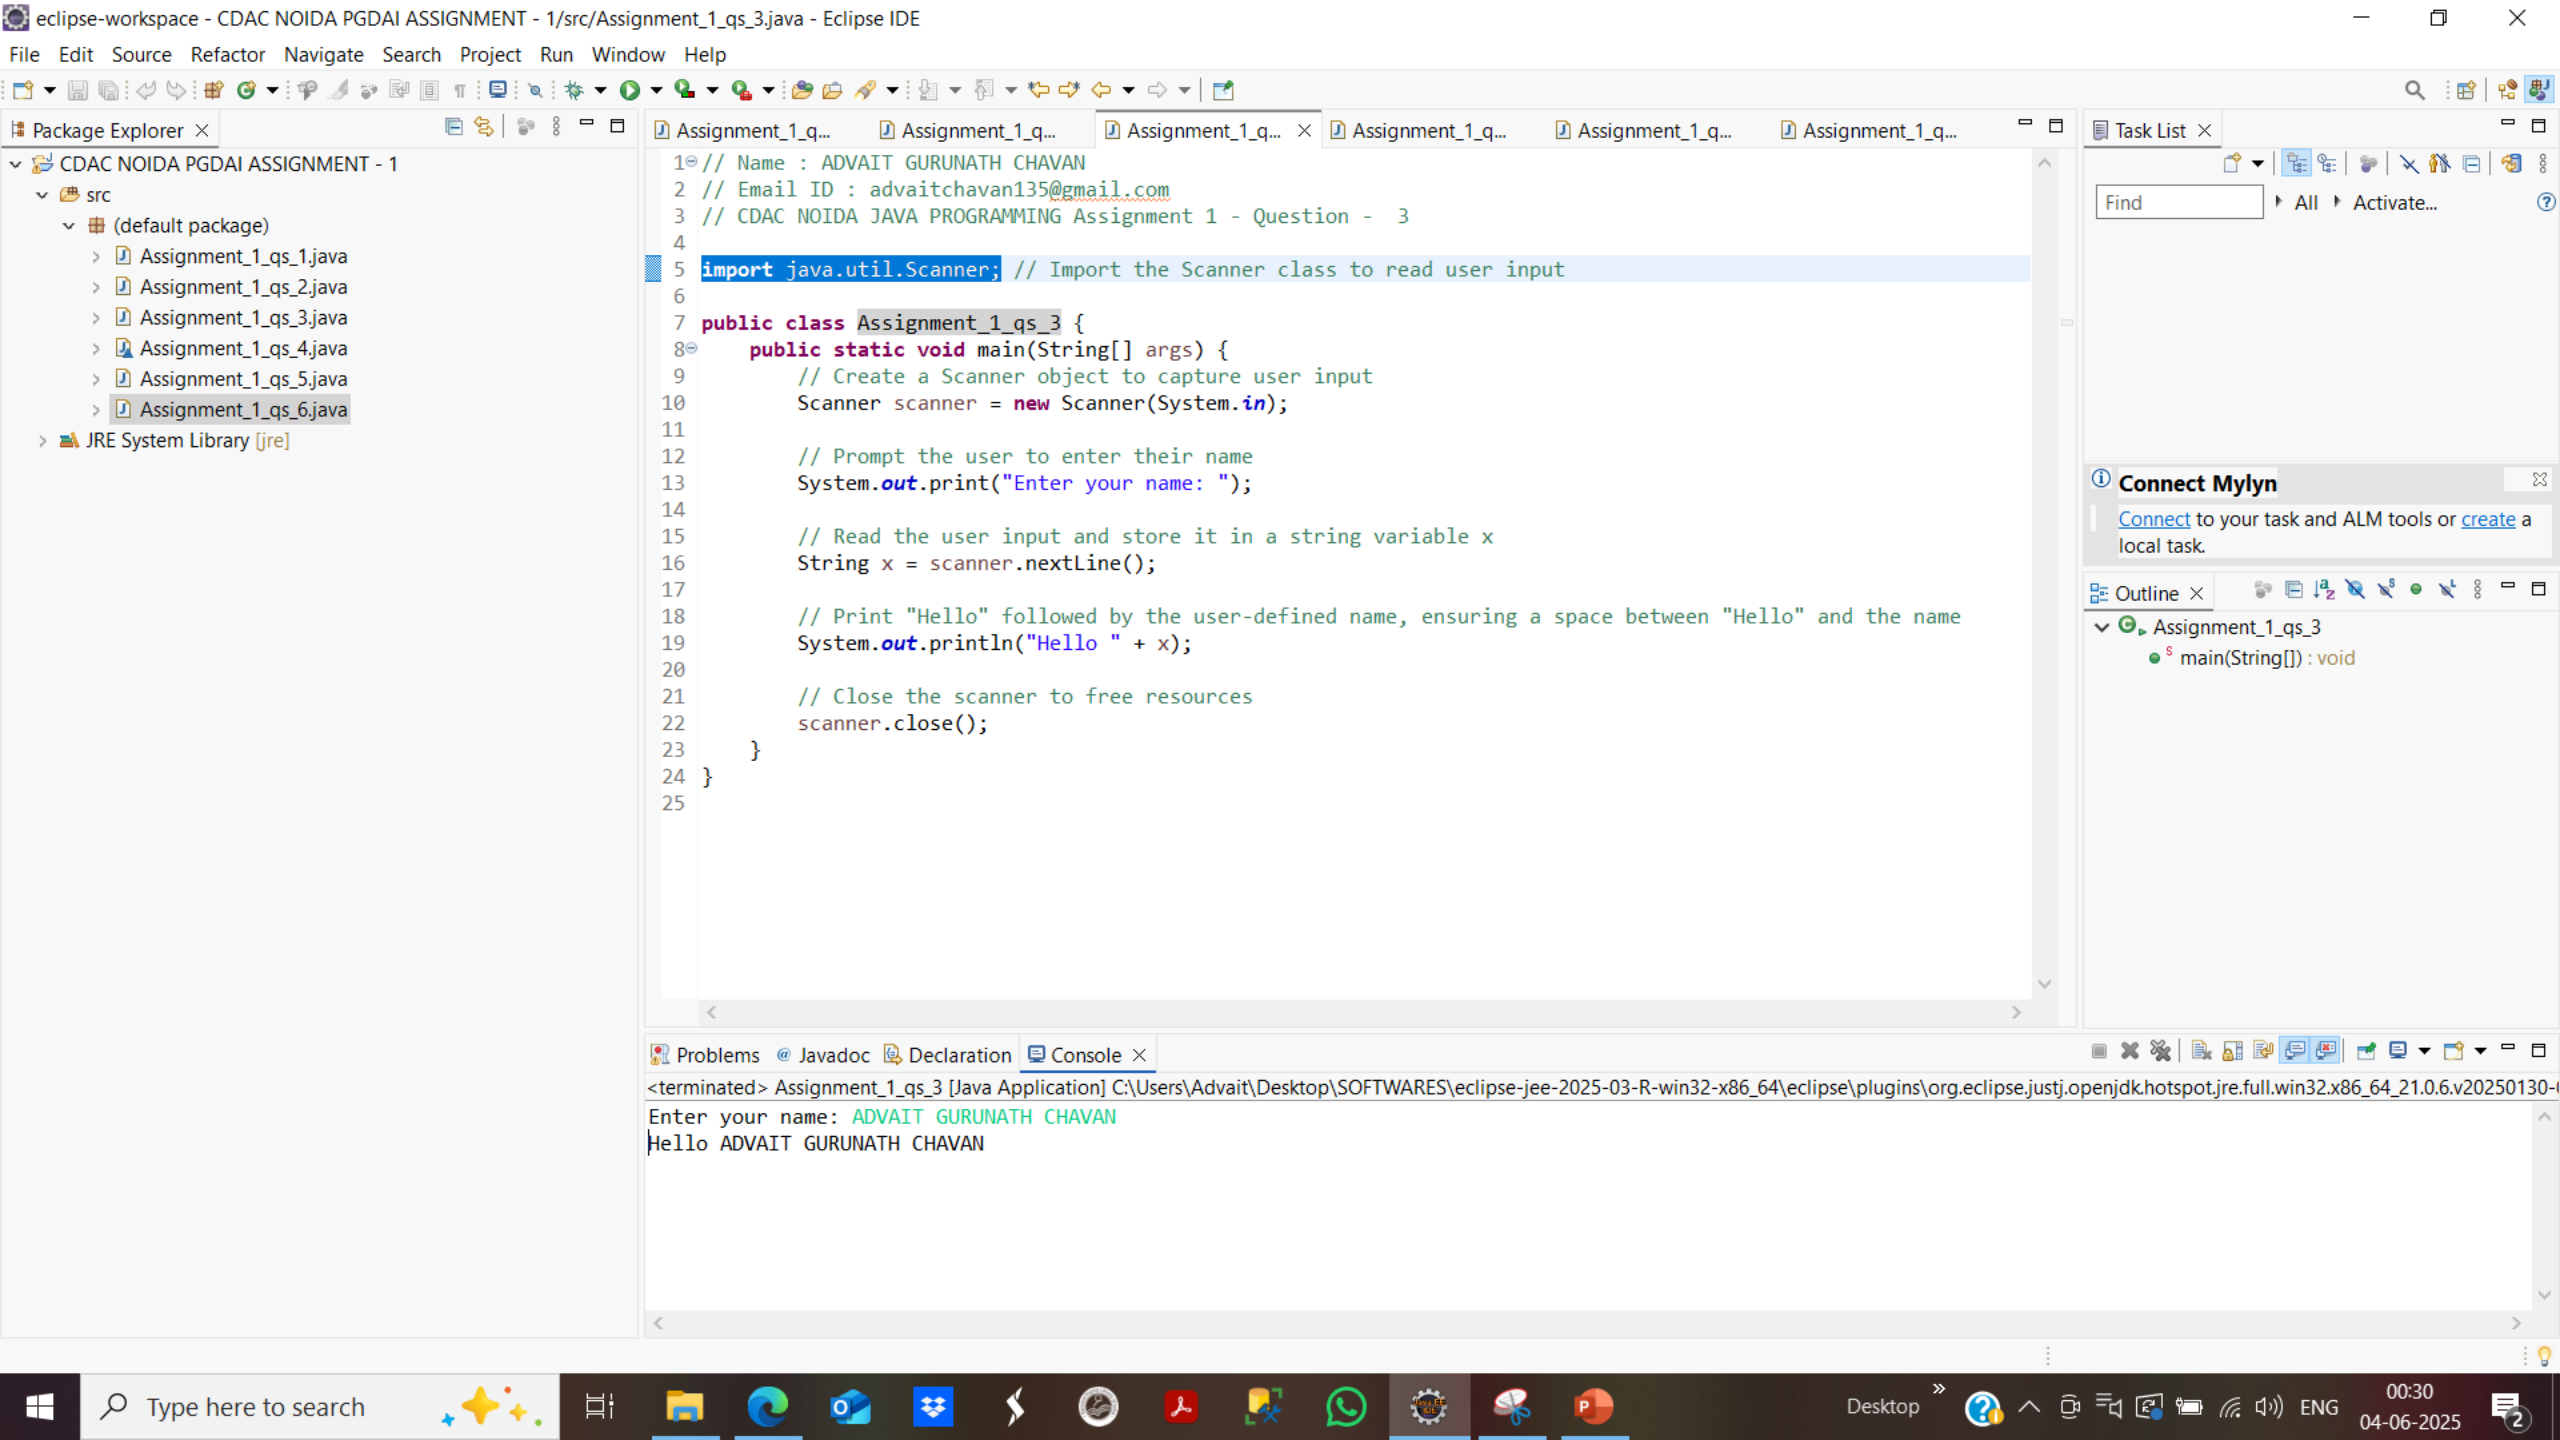 eclipse-workspace - CDAC NOIDA PGDAI ASSIGNMENT - 1/src/Assignment_1_qs_3.java - Eclipse IDE
File Edit Source Refactor Navigate Search Project Run Window Help
Package Explorer
CDAC NOIDA PGDAI ASSIGNMENT - 1
src
(default package)
Assignment_1_qs_1.java
Assignment_1_qs_2.java
Assignment_1_qs_3.java
Assignment_1_qs_4.java
Assignment_1_qs_5.java
Assignment_1_qs_6.java
JRE System Library [jre]
Assignment_1_q... Assignment_1_q... Assignment_1_q... Assignment_1_q... Assignment_1_q... Assignment_1_q...
1 // Name : ADVAIT GURUNATH CHAVAN
2 // Email ID : advaitchavan135@gmail.com
3 // CDAC NOIDA JAVA PROGRAMMING Assignment 1 - Question -  3
4
5 import java.util.Scanner; // Import the Scanner class to read user input
6
7 public class Assignment_1_qs_3 {
8     public static void main(String[] args) {
9         // Create a Scanner object to capture user input
10         Scanner scanner = new Scanner(System.in);
11
12         // Prompt the user to enter their name
13         System.out.print("Enter your name: ");
14
15         // Read the user input and store it in a string variable x
16         String x = scanner.nextLine();
17
18         // Print "Hello" followed by the user-defined name, ensuring a space between "Hello" and the name
19         System.out.println("Hello " + x);
20
21         // Close the scanner to free resources
22         scanner.close();
23     }
24 }
25
Task List
Find All Activate...
Connect Mylyn
Connect to your task and ALM tools or create a
local task.
Outline
Assignment_1_qs_3
main(String[]) : void
Problems Javadoc Declaration Console
<terminated> Assignment_1_qs_3 [Java Application] C:\Users\Advait\Desktop\SOFTWARES\eclipse-jee-2025-03-R-win32-x86_64\eclipse\plugins\org.eclipse.justj.openjdk.hotspot.jre.full.win32.x86_64_21.0.6.v20250130-
Enter your name: ADVAIT GURUNATH CHAVAN
Hello ADVAIT GURUNATH CHAVAN
Type here to search
Desktop
ENG
00:30
04-06-2025
2